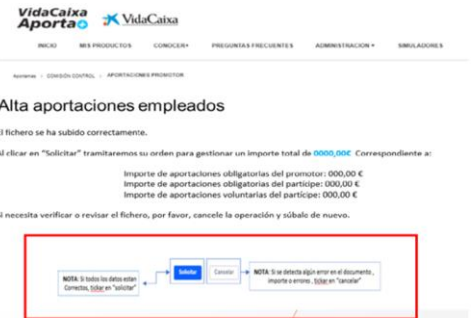 VidaCaixa
Aporta
VidaCaixa
INICIO MIS PRODUCTOS CONOCER+ PREGUNTAS FRECUENTES ADMINISTRACION SIMULADORES
COMISIÓN CONTROL > APORTACIONES PROMOTOR
Alta aportaciones empleados
El fichero se ha subido correctamente.
Al clicar en "Solicitar" tramitaremos su orden para gestionar un importe total de 0000,00€ Correspondiente a:
Importe de aportaciones obligatorias del promotor: 000,00 €
Importe de aportaciones obligatorias del partícipe: 000,00 €
Importe de aportaciones voluntarias del partícipe: 000,00 €
Si necesita verificar o revisar el fichero, por favor, cancele la operación y súbalo de nuevo.
NOTA: Si todos los datos estan
Correctos, tickar en "solicitar"
Solicitar
Cancelar
NOTA: Si se detecta algún error en el documento ,
importe o errores , tickar en "cancelar"